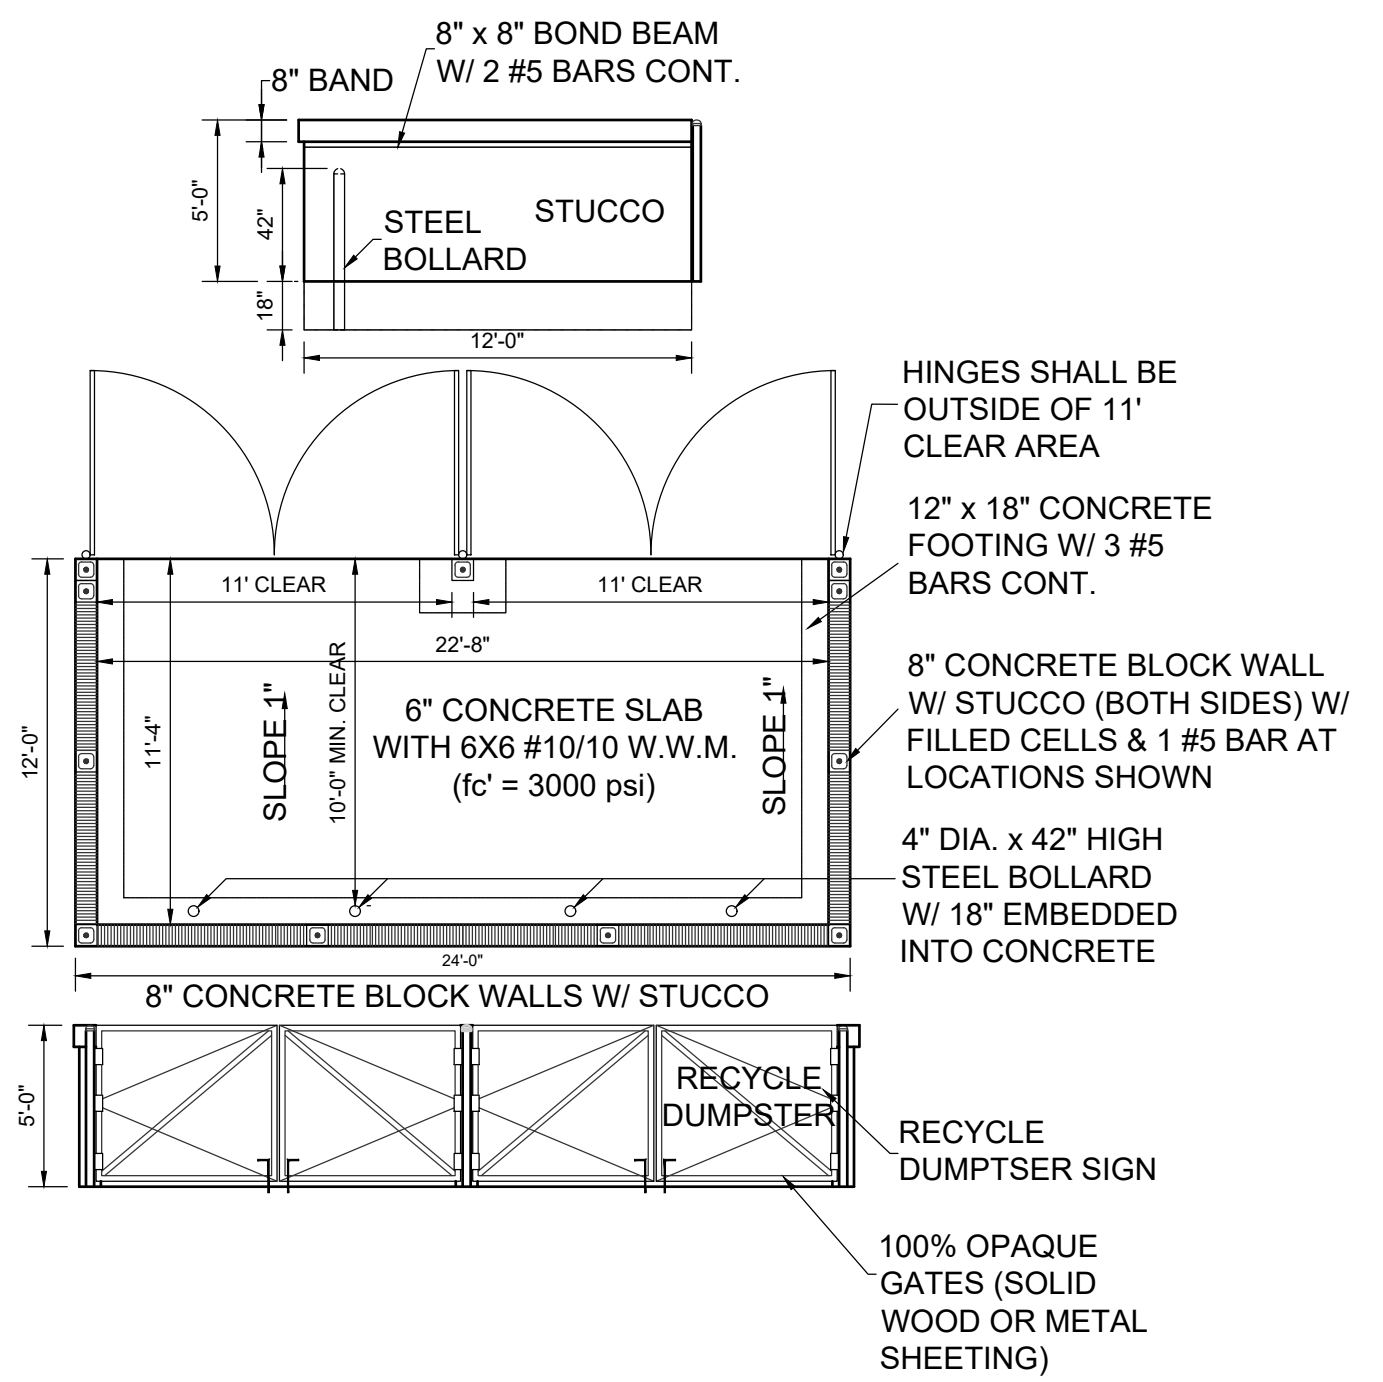 8" x 8" BOND BEAM
W/ 2 #5 BARS CONT.
8" BAND
5'-0"
42"
18"
STEEL
BOLLARD
STUCCO
12'-0"
HINGES SHALL BE
OUTSIDE OF 11'
CLEAR AREA
12" x 18" CONCRETE
FOOTING W/ 3 #5
BARS CONT.
11' CLEAR
11' CLEAR
22'-8"
12'-0"
11'-4"
SLOPE 1"
10'-0" MIN. CLEAR
6" CONCRETE SLAB
WITH 6X6 #10/10 W.W.M.
(fc' = 3000 psi)
SLOPE 1"
8" CONCRETE BLOCK WALL
W/ STUCCO (BOTH SIDES) W/
FILLED CELLS & 1 #5 BAR AT
LOCATIONS SHOWN
4" DIA. x 42" HIGH
STEEL BOLLARD
W/ 18" EMBEDDED
INTO CONCRETE
24'-0"
8" CONCRETE BLOCK WALLS W/ STUCCO
5'-0"
RECYCLE
DUMPSTER
RECYCLE
DUMPTSER SIGN
100% OPAQUE
GATES (SOLID
WOOD OR METAL
SHEETING)